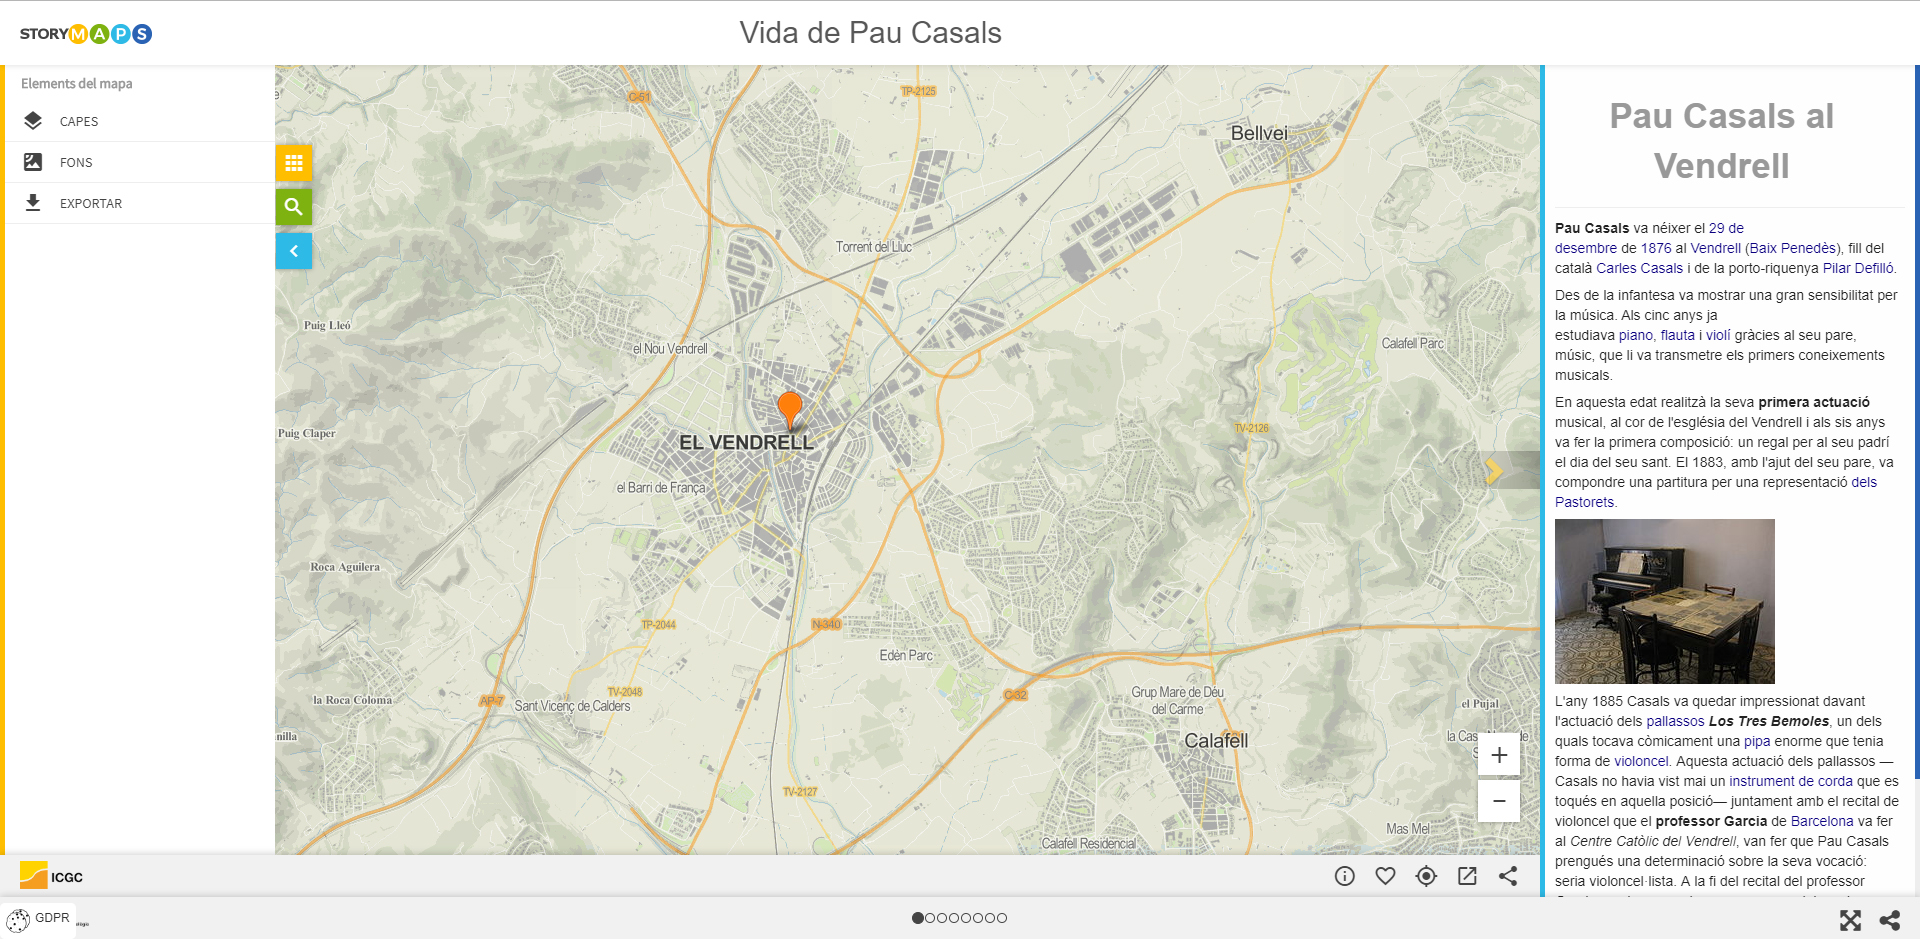 STORYMAPS
Vida de Pau Casals
Elements del mapa
CAPES
FONS
EXPORTAR
C-51
TP-2125
Bellvei
Torrent del Lluc
Puig Lleó
el Nou Vendrell
Calafell Parc
Puig Claper
EL VENDRELL
TV-2126
el Barri de França
Roca Aguilera
TP-2044
N-340
Edèn Parc
AP-7
TV-2048
C-32
Grup Mare de Déu
del Carme
la Roca Coloma
Sant Vicenç de Calders
el Pujal
nilla
Calafell
TV-2127
Mas Mel
Calafell Residencial
+
−
Pau Casals al
Vendrell
Pau Casals va néixer el 29 de
desembre de 1876 al Vendrell (Baix Penedès), fill del
català Carles Casals i de la porto-riquenya Pilar Defilló.
Des de la infantesa va mostrar una gran sensibilitat per
la música. Als cinc anys ja
estudiava piano, flauta i violí gràcies al seu pare,
músic, que li va transmetre els primers coneixements
musicals.
En aquesta edat realitzà la seva primera actuació
musical, al cor de l'església del Vendrell i als sis anys
va fer la primera composició: un regal per al seu padrí
el dia del seu sant. El 1883, amb l'ajut del seu pare, va
compondre una partitura per una representació dels
Pastorets.
L'any 1885 Casals va quedar impressionat davant
l'actuació dels pallassos Los Tres Bemoles, un dels
quals tocava còmicament una pipa enorme que tenia
forma de violoncel. Aquesta actuació dels pallassos —
Casals no havia vist mai un instrument de corda que es
toqués en aquella posició— juntament amb el recital de
violoncel que el professor Garcia de Barcelona va fer
al Centre Catòlic del Vendrell, van fer que Pau Casals
prengués una determinació sobre la seva vocació:
seria violoncel·lista. A la fi del recital del professor
ICGC
GDPR